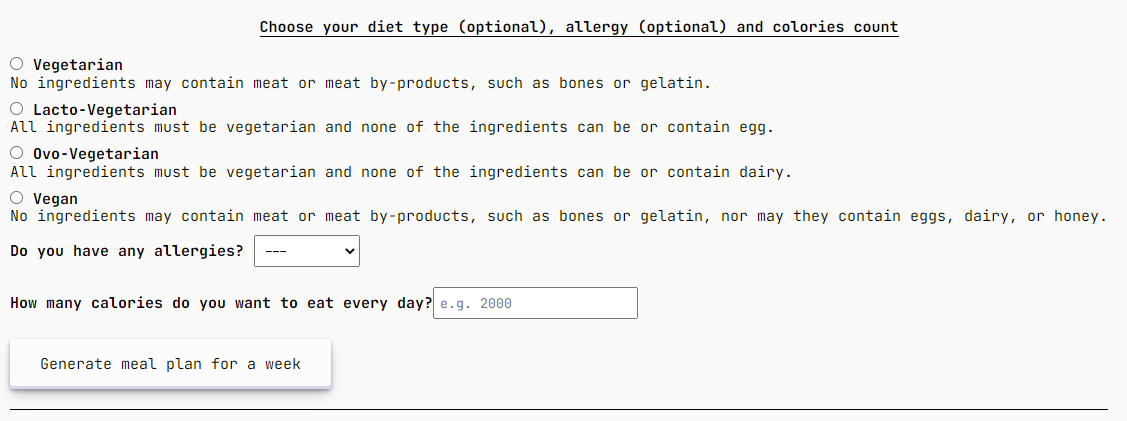 Choose your diet type (optional), allergy (optional) and colories count
Vegetarian
No ingredients may contain meat or meat by-products, such as bones or gelatin.
Lacto-Vegetarian
All ingredients must be vegetarian and none of the ingredients can be or contain egg.
Ovo-Vegetarian
All ingredients must be vegetarian and none of the ingredients can be or contain dairy.
Vegan
No ingredients may contain meat or meat by-products, such as bones or gelatin, nor may they contain eggs, dairy, or honey.
Do you have any allergies? ---
How many calories do you want to eat every day? e.g. 2000
Generate meal plan for a week